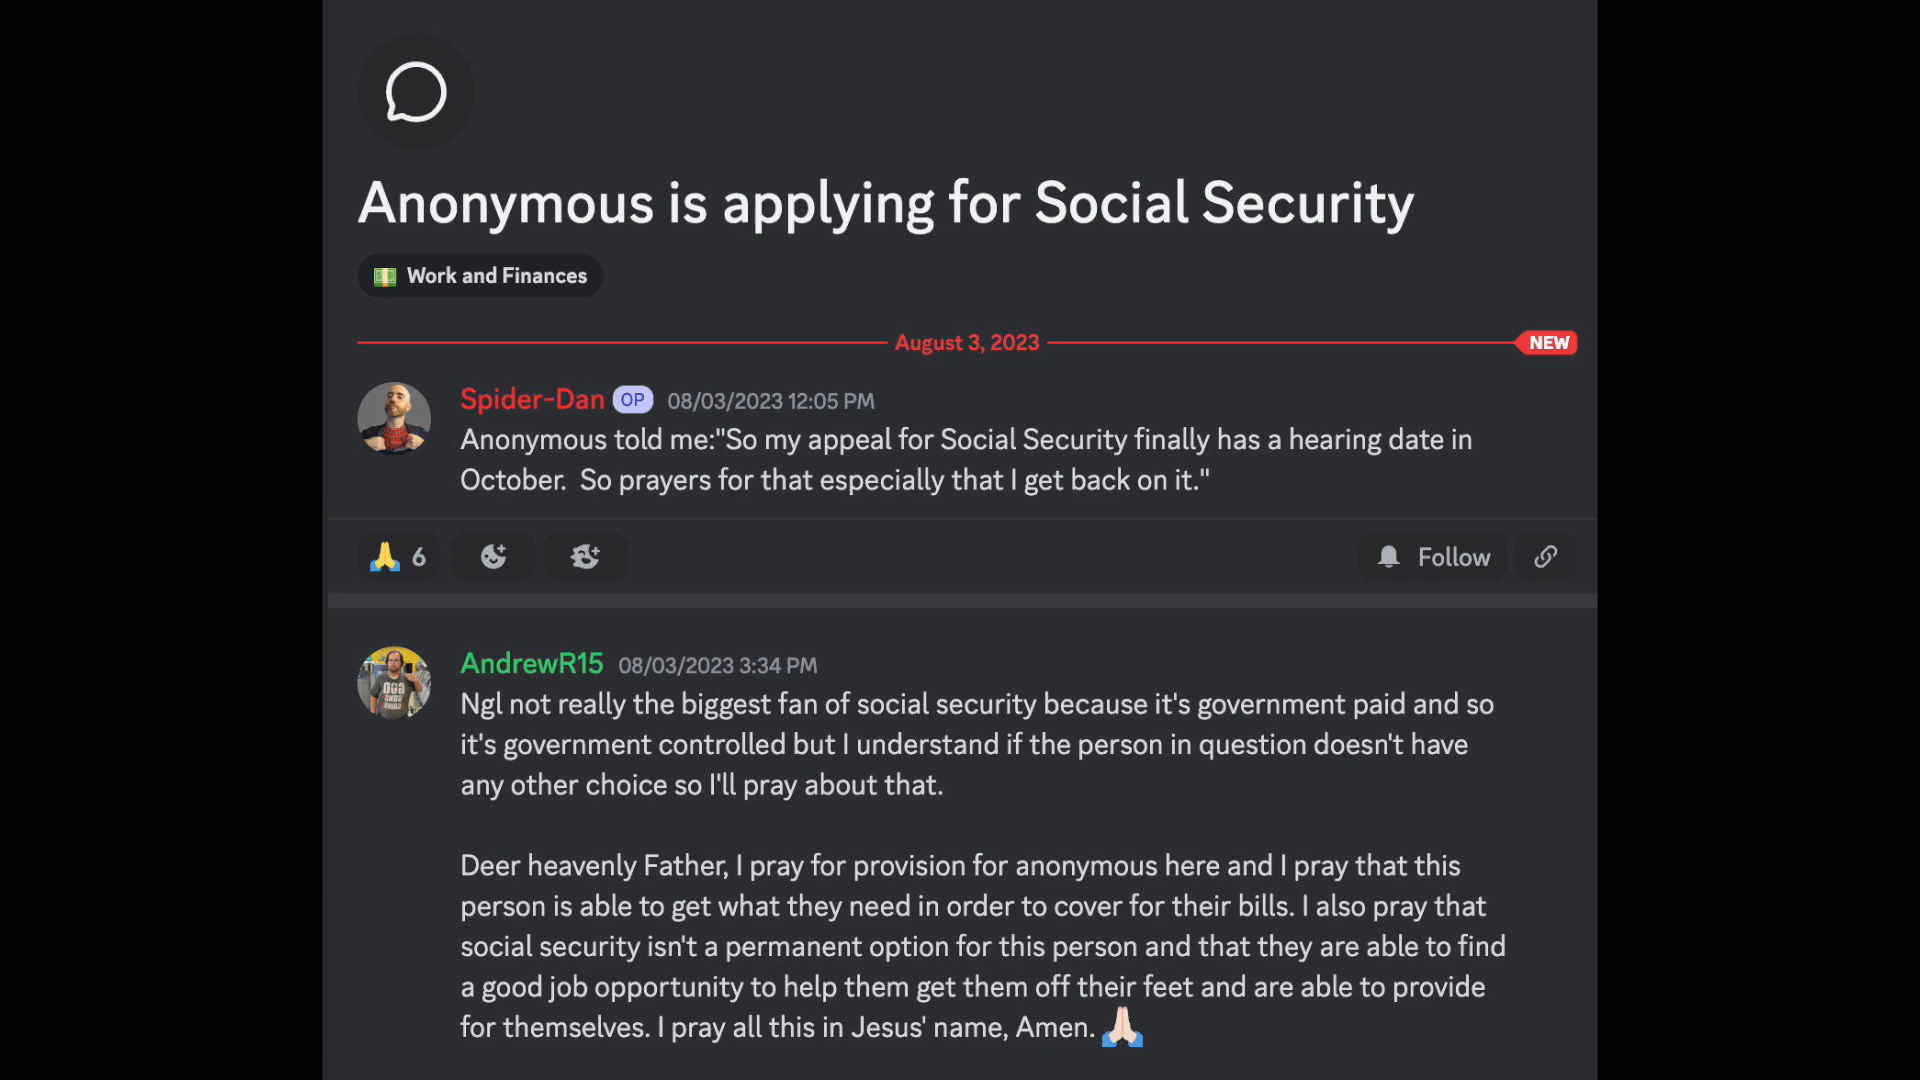 Anonymous is applying for Social Security
Work and Finances
August 3, 2023
NEW
Spider-Dan OP 08/03/2023 12:05 PM
Anonymous told me:"So my appeal for Social Security finally has a hearing date in
October.  So prayers for that especially that I get back on it."
6
Follow
AndrewR15 08/03/2023 3:34 PM
Ngl not really the biggest fan of social security because it's government paid and so
it's government controlled but I understand if the person in question doesn't have
any other choice so I'll pray about that.
Deer heavenly Father, I pray for provision for anonymous here and I pray that this
person is able to get what they need in order to cover for their bills. I also pray that
social security isn't a permanent option for this person and that they are able to find
a good job opportunity to help them get them off their feet and are able to provide
for themselves. I pray all this in Jesus' name, Amen.